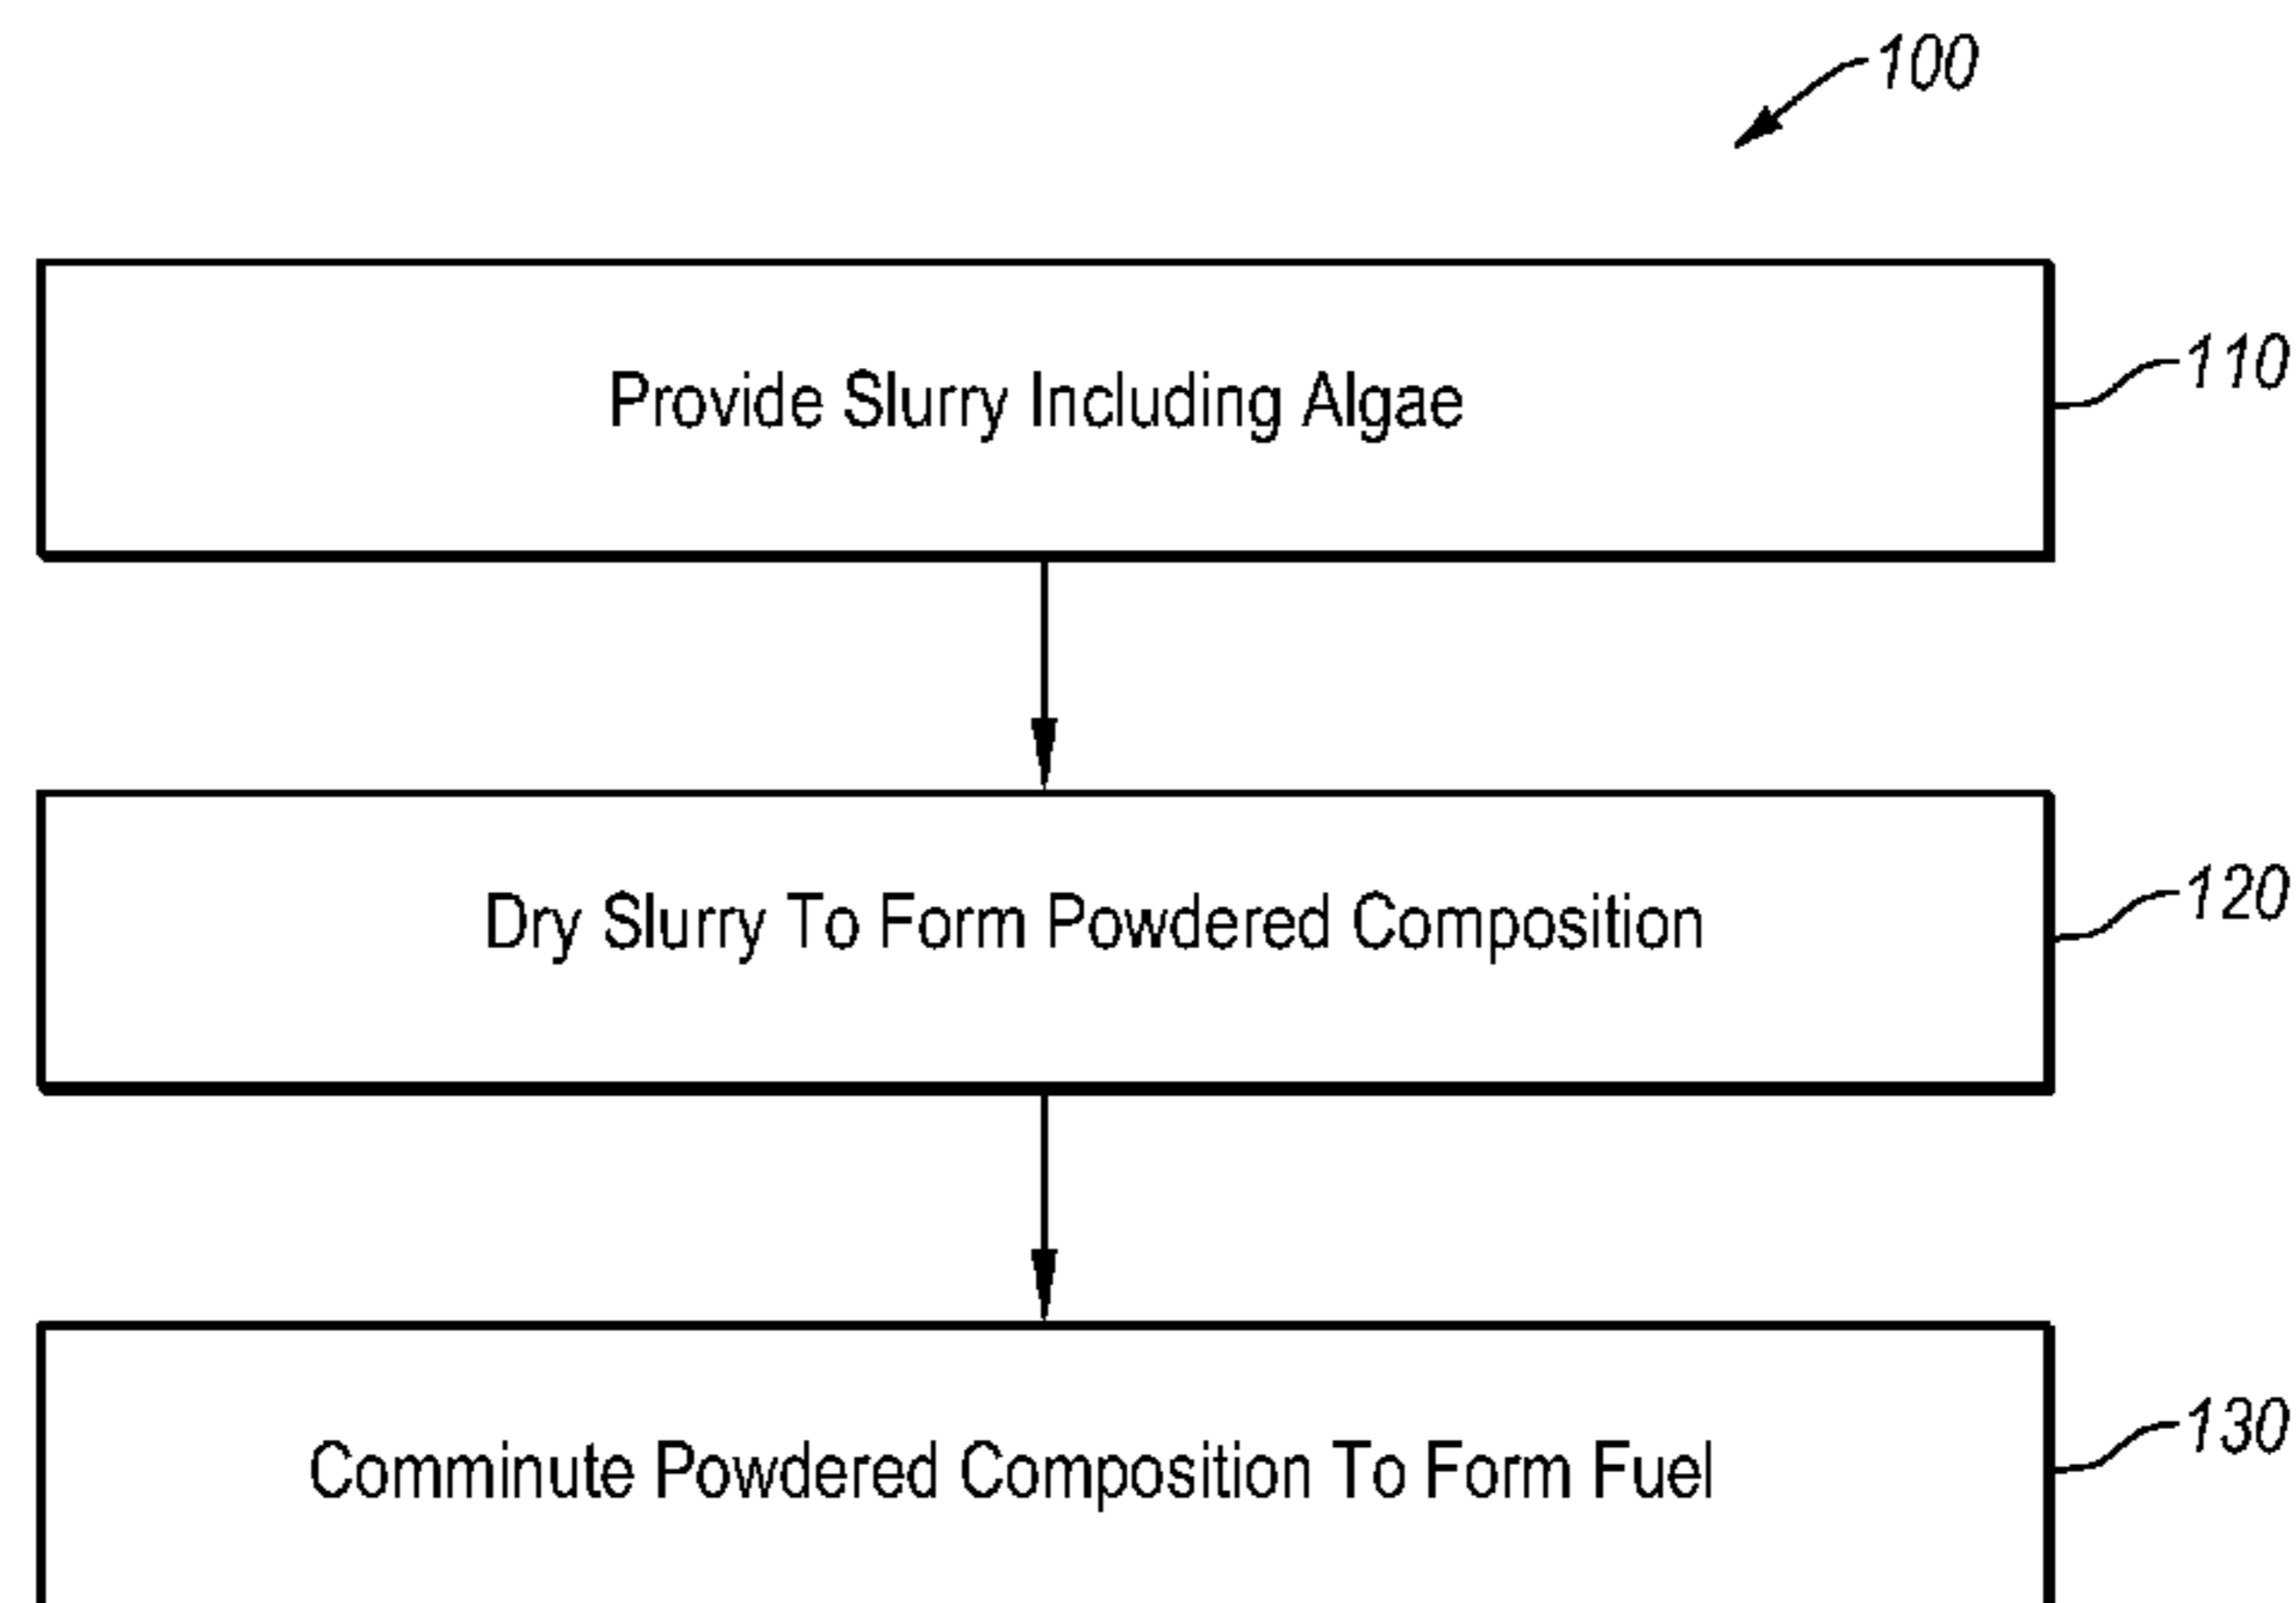 100
Provide Slurry Including Algae
110
Dry Slurry To Form Powdered Composition
120
Comminute Powdered Composition To Form Fuel
130